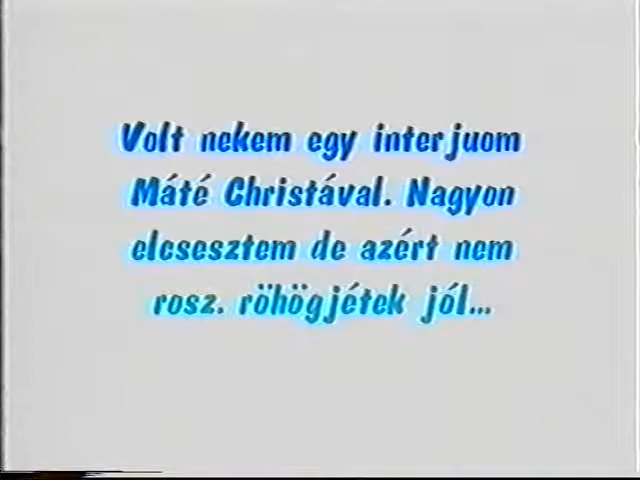 Volt nekem egy interjuom
Máté Christával. Nagyon
elcsesztem de azért nem
rosz. röhögjétek jól...